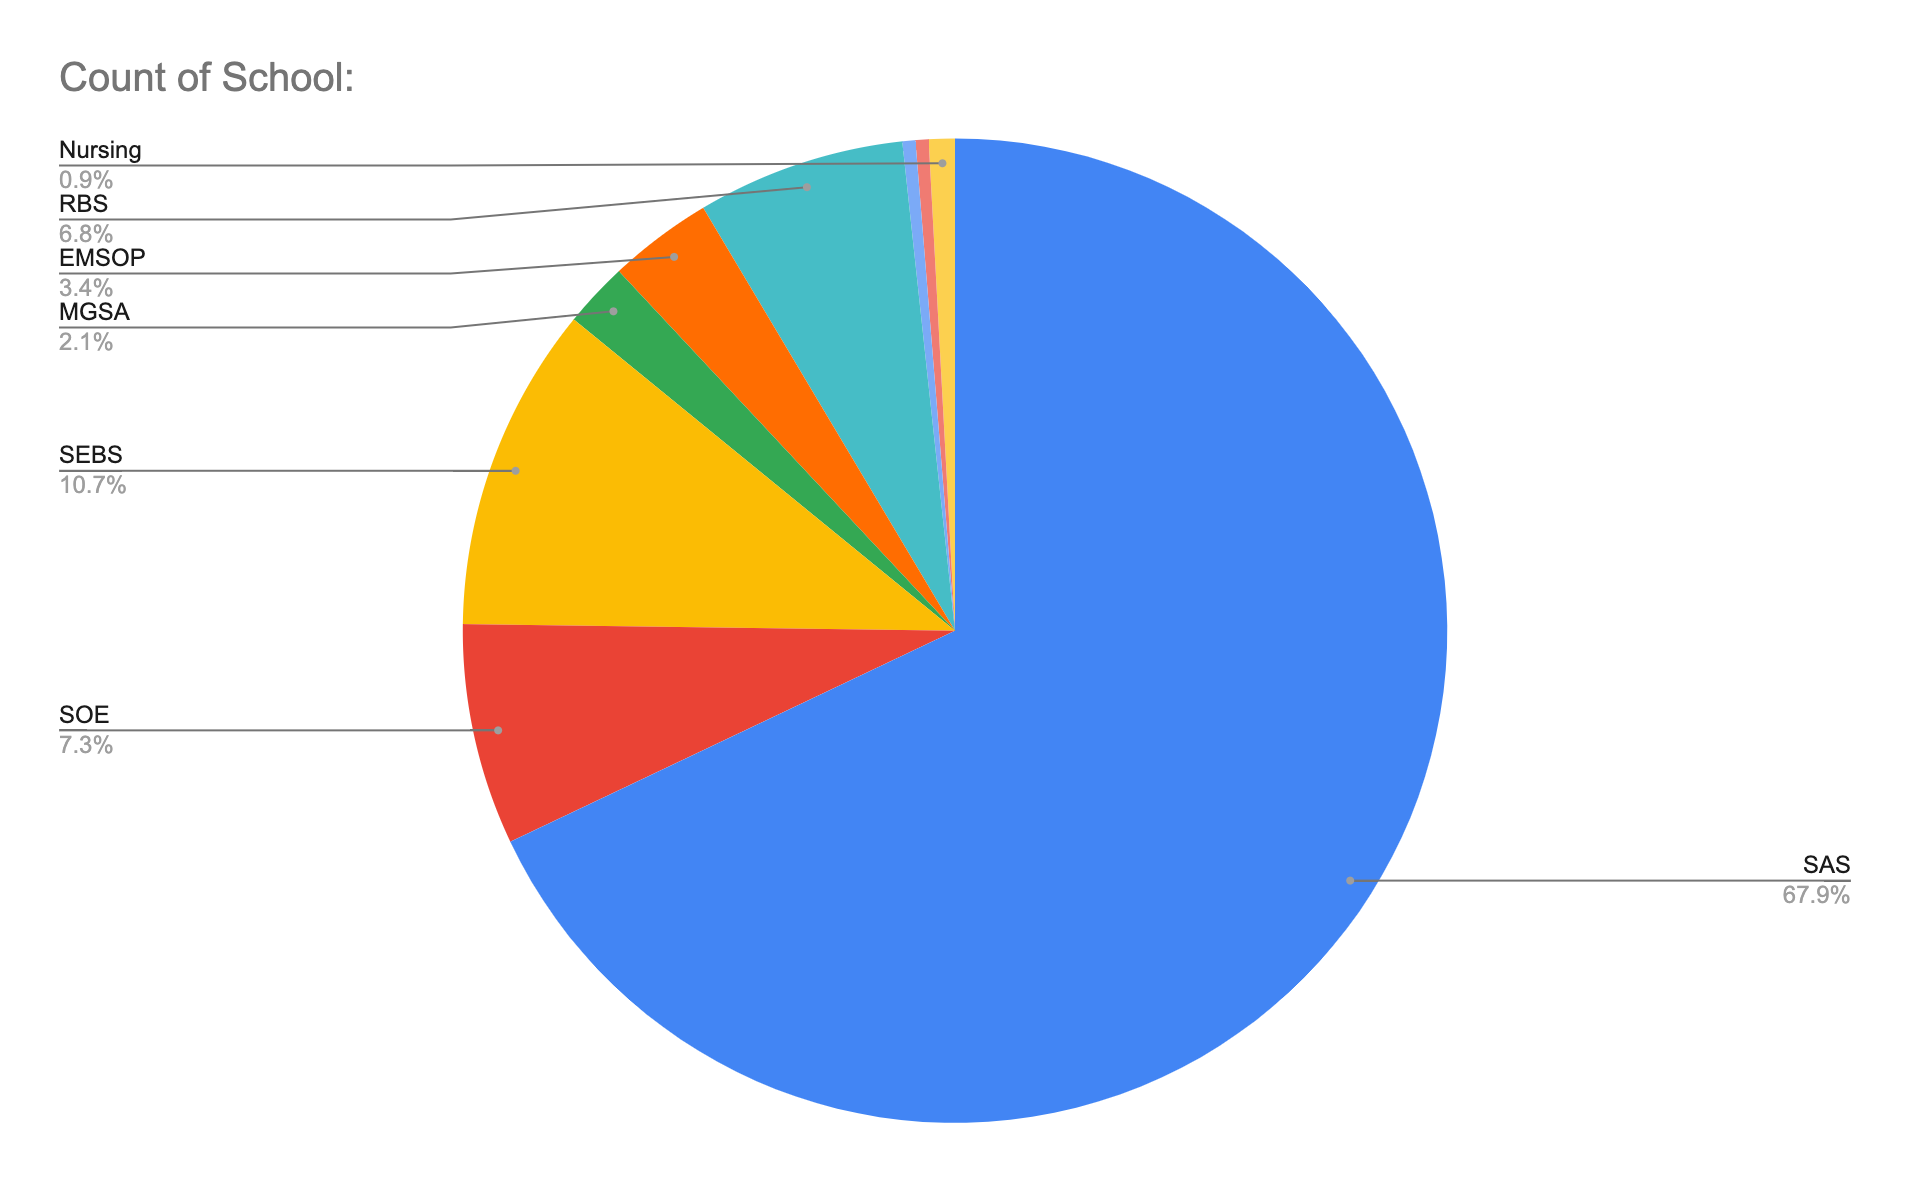 Count of School:
Nursing
0.9%
RBS
6.8%
EMSOP
3.4%
MGSA
2.1%
SEBS
10.7%
SOE
7.3%
SAS
67.9%